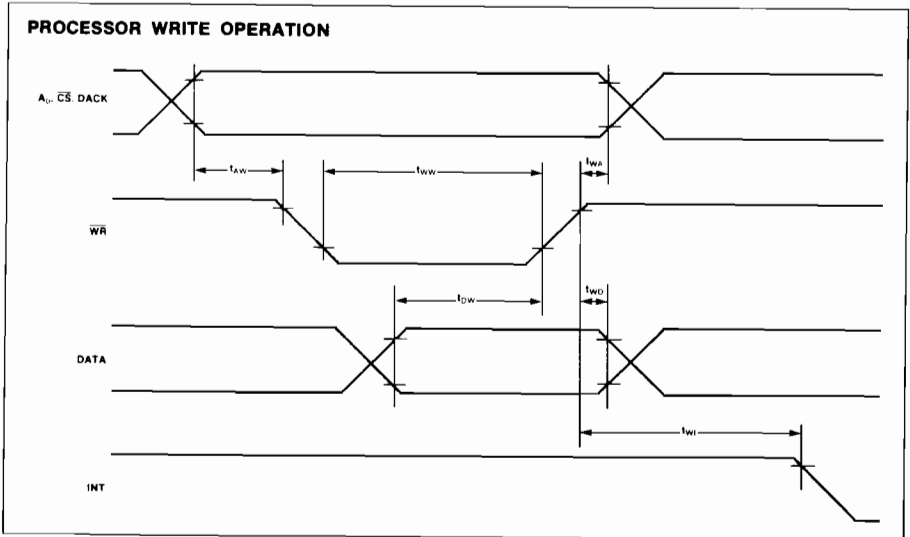 PROCESSOR WRITE OPERATION
A₀, C̅S̅, DACK
tAW
tWW
tWA
W̅R̅
tDW
tWD
DATA
tWI
INT